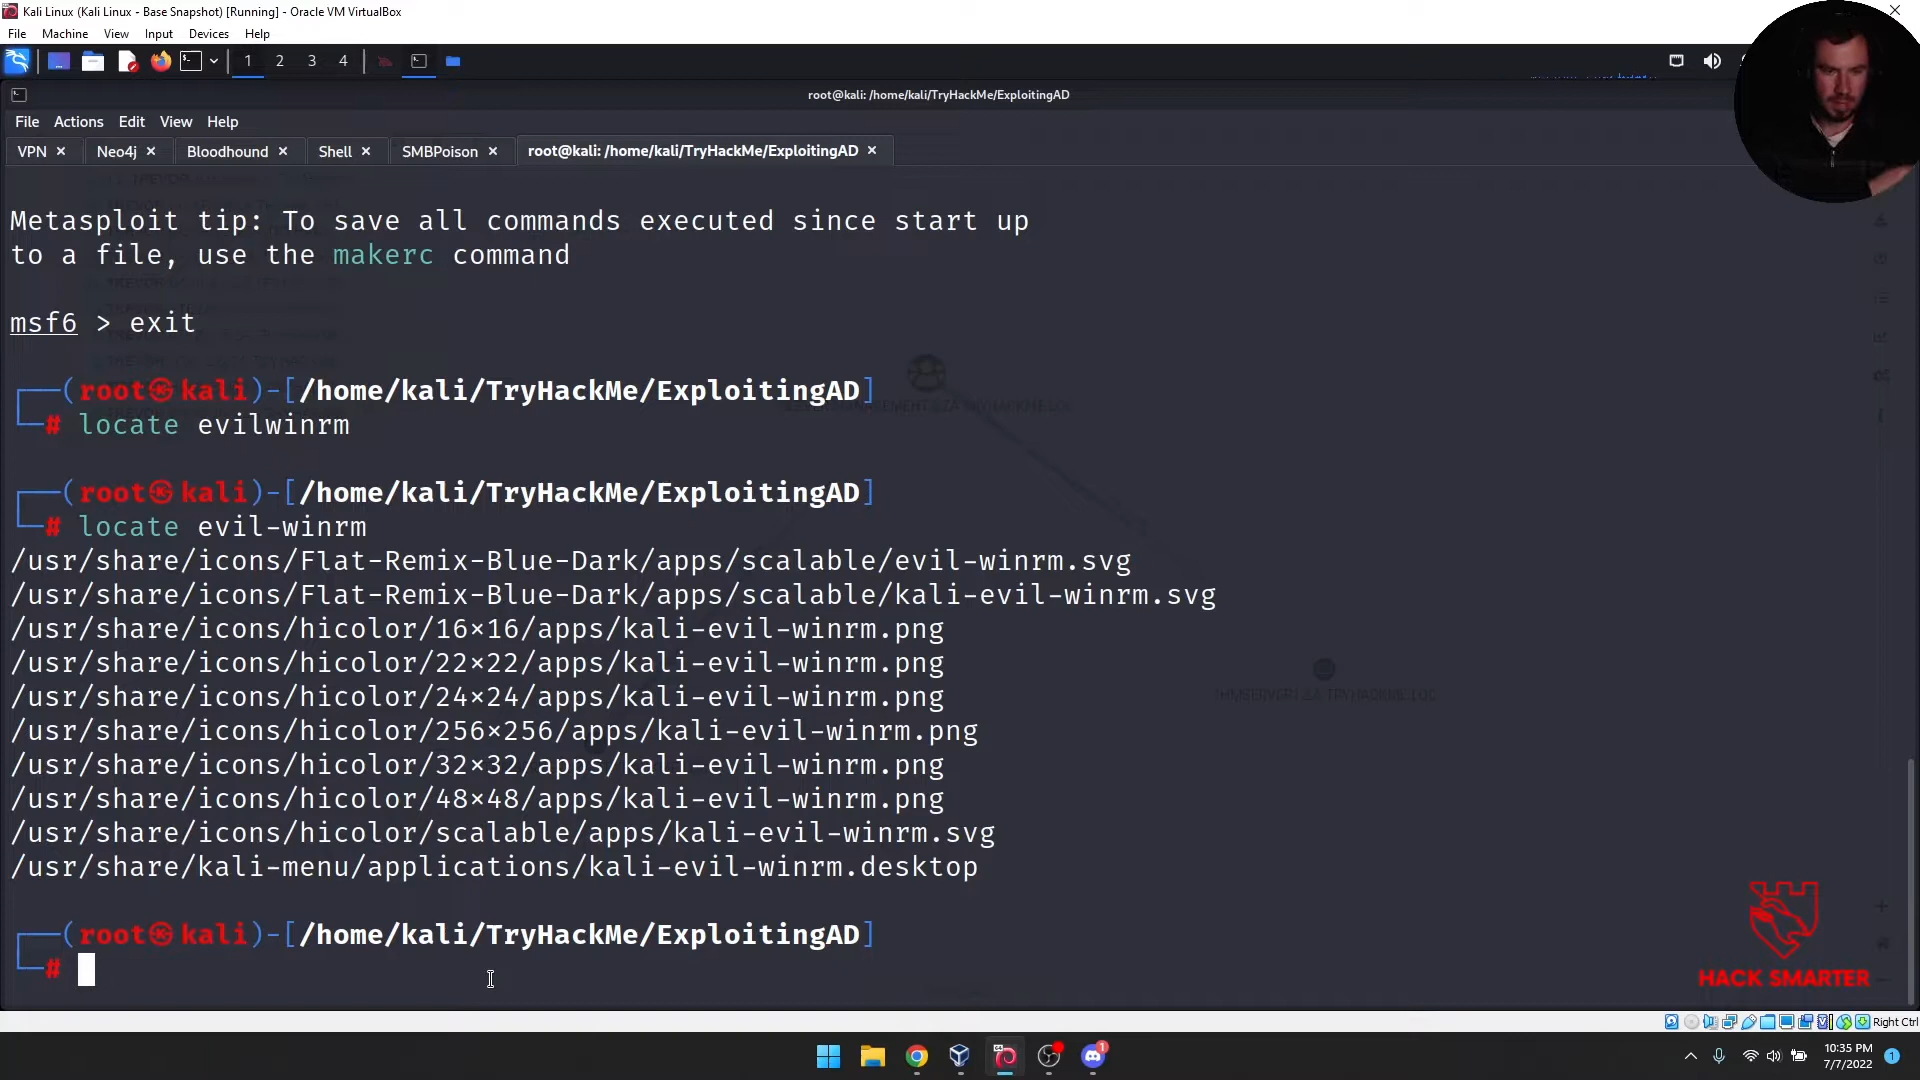 Kali Linux (Kali Linux - Base Snapshot) [Running] - Oracle VM VirtualBox
File Machine View Input Devices Help
1 2 3 4
root@kali: /home/kali/TryHackMe/ExploitingAD
File Actions Edit View Help
VPN × Neo4j × Bloodhound × Shell × SMBPoison × root@kali: /home/kali/TryHackMe/ExploitingAD ×
Metasploit tip: To save all commands executed since start up
to a file, use the makerc command
msf6 > exit
┌──(root㉿kali)-[/home/kali/TryHackMe/ExploitingAD]
└─# locate evilwinrm
┌──(root㉿kali)-[/home/kali/TryHackMe/ExploitingAD]
└─# locate evil-winrm
/usr/share/icons/Flat-Remix-Blue-Dark/apps/scalable/evil-winrm.svg
/usr/share/icons/Flat-Remix-Blue-Dark/apps/scalable/kali-evil-winrm.svg
/usr/share/icons/hicolor/16×16/apps/kali-evil-winrm.png
/usr/share/icons/hicolor/22×22/apps/kali-evil-winrm.png
/usr/share/icons/hicolor/24×24/apps/kali-evil-winrm.png
/usr/share/icons/hicolor/256×256/apps/kali-evil-winrm.png
/usr/share/icons/hicolor/32×32/apps/kali-evil-winrm.png
/usr/share/icons/hicolor/48×48/apps/kali-evil-winrm.png
/usr/share/icons/hicolor/scalable/apps/kali-evil-winrm.svg
/usr/share/kali-menu/applications/kali-evil-winrm.desktop
┌──(root㉿kali)-[/home/kali/TryHackMe/ExploitingAD]
└─#
HACK SMARTER
Right Ctrl
10:35 PM
7/7/2022
1
1